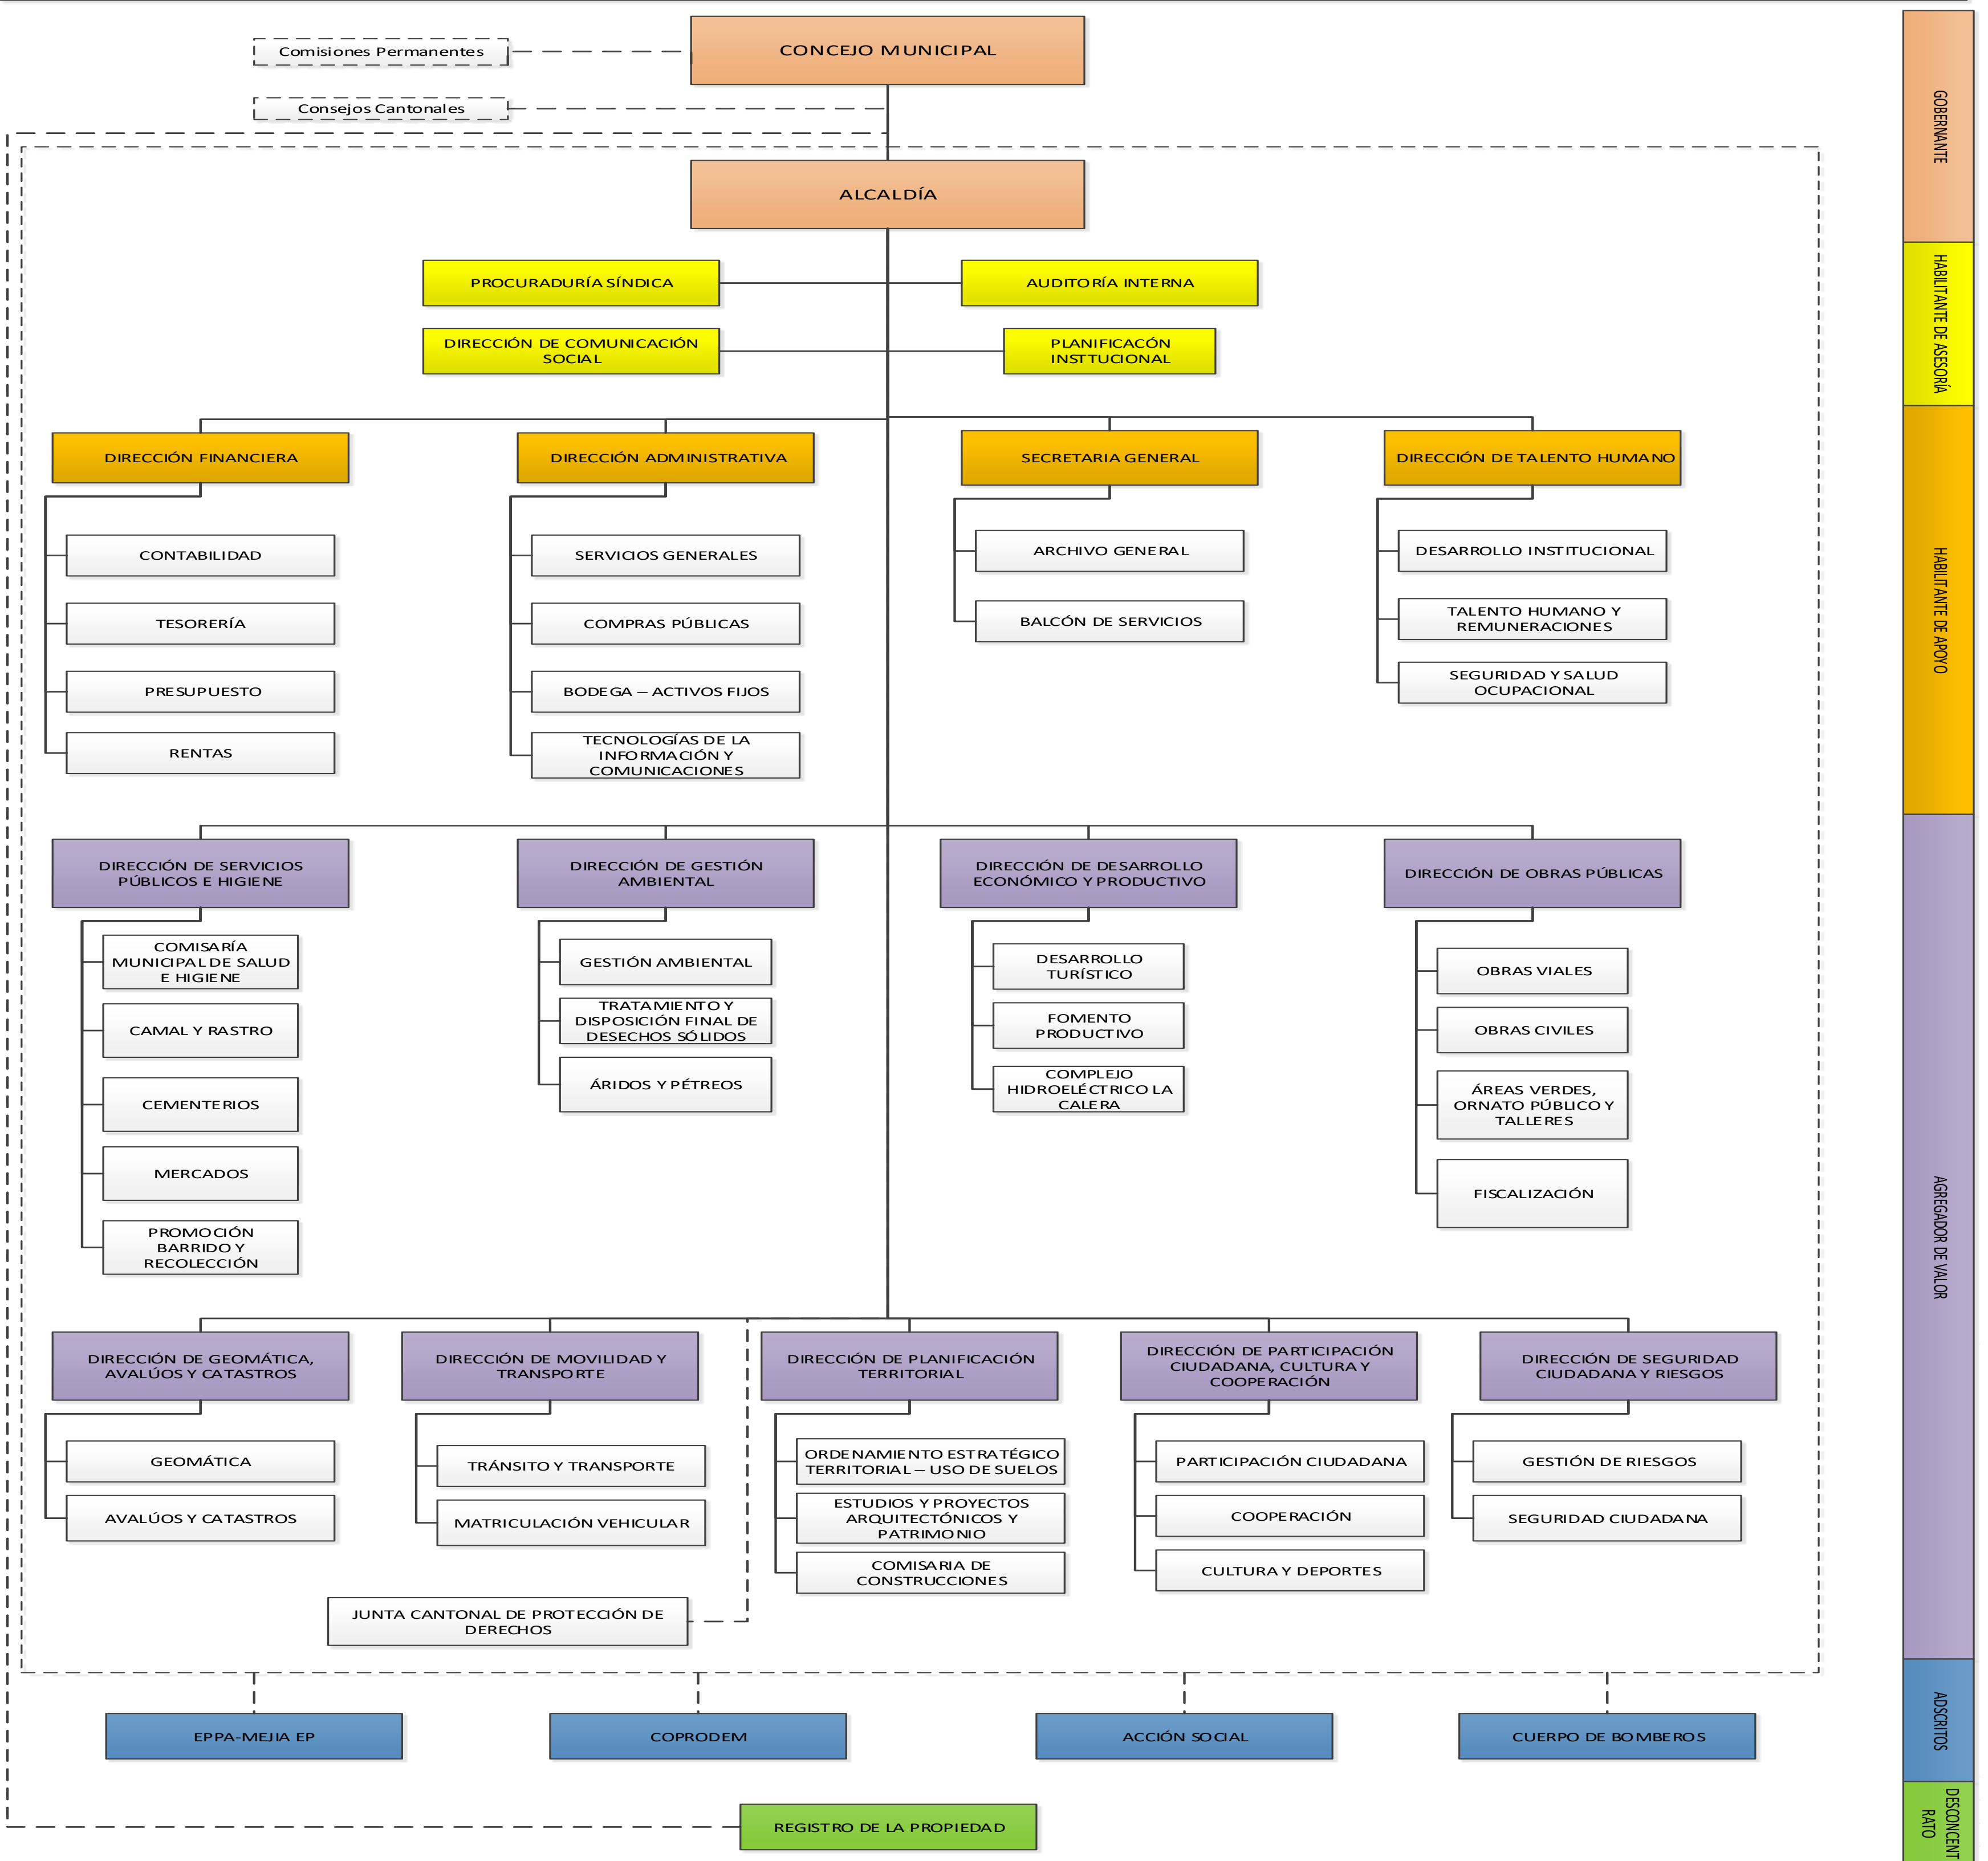 Comisiones Permanentes
CONCEJO MUNICIPAL
Consejos Cantonales
ALCALDÍA
GOBERNANTE
PROCURADURÍA SÍNDICA
AUDITORÍA INTERNA
DIRECCIÓN DE COMUNICACIÓN
SOCIAL
PLANIFICACÓN
INSTTUCIONAL
HABILITANTE DE ASESORÍA
DIRECCIÓN FINANCIERA
DIRECCIÓN ADMINISTRATIVA
SECRETARIA GENERAL
DIRECCIÓN DE TALENTO HUMANO
CONTABILIDAD
TESORERÍA
PRESUPUESTO
RENTAS
SERVICIOS GENERALES
COMPRAS PÚBLICAS
BODEGA – ACTIVOS FIJOS
TECNOLOGÍAS DE LA
INFORMACIÓN Y
COMUNICACIONES
ARCHIVO GENERAL
BALCÓN DE SERVICIOS
DESARROLLO INSTITUCIONAL
TALENTO HUMANO Y
REMUNERACIONES
SEGURIDAD Y SALUD
OCUPACIONAL
HABILITANTE DE APOYO
DIRECCIÓN DE SERVICIOS
PÚBLICOS E HIGIENE
DIRECCIÓN DE GESTIÓN
AMBIENTAL
DIRECCIÓN DE DESARROLLO
ECONÓMICO Y PRODUCTIVO
DIRECCIÓN DE OBRAS PÚBLICAS
COMISARÍA
MUNICIPAL DE SALUD
E HIGIENE
CAMAL Y RASTRO
CEMENTERIOS
MERCADOS
PROMOCIÓN
BARRIDO Y
RECOLECCIÓN
GESTIÓN AMBIENTAL
TRATAMIENTO Y
DISPOSICIÓN FINAL DE
DESECHOS SÓLIDOS
ÁRIDOS Y PÉTREOS
DESARROLLO
TURÍSTICO
FOMENTO
PRODUCTIVO
COMPLEJO
HIDROELÉCTRICO LA
CALERA
OBRAS VIALES
OBRAS CIVILES
ÁREAS VERDES,
ORNATO PÚBLICO Y
TALLERES
FISCALIZACIÓN
AGREGADOR DE VALOR
DIRECCIÓN DE GEOMÁTICA,
AVALÚOS Y CATASTROS
DIRECCIÓN DE MOVILIDAD Y
TRANSPORTE
DIRECCIÓN DE PLANIFICACIÓN
TERRITORIAL
DIRECCIÓN DE PARTICIPACIÓN
CIUDADANA, CULTURA Y
COOPERACIÓN
DIRECCIÓN DE SEGURIDAD
CIUDADANA Y RIESGOS
GEOMÁTICA
AVALÚOS Y CATASTROS
TRÁNSITO Y TRANSPORTE
MATRICULACIÓN VEHICULAR
ORDENAMIENTO ESTRATÉGICO
TERRITORIAL – USO DE SUELOS
ESTUDIOS Y PROYECTOS
ARQUITECTÓNICOS Y
PATRIMONIO
COMISARIA DE
CONSTRUCCIONES
PARTICIPACIÓN CIUDADANA
COOPERACIÓN
CULTURA Y DEPORTES
GESTIÓN DE RIESGOS
SEGURIDAD CIUDADANA
JUNTA CANTONAL DE PROTECCIÓN DE
DERECHOS
EPPA-MEJIA EP
COPRODEM
ACCIÓN SOCIAL
CUERPO DE BOMBEROS
ADSCRITOS
REGISTRO DE LA PROPIEDAD
DESCONCENT
RATO